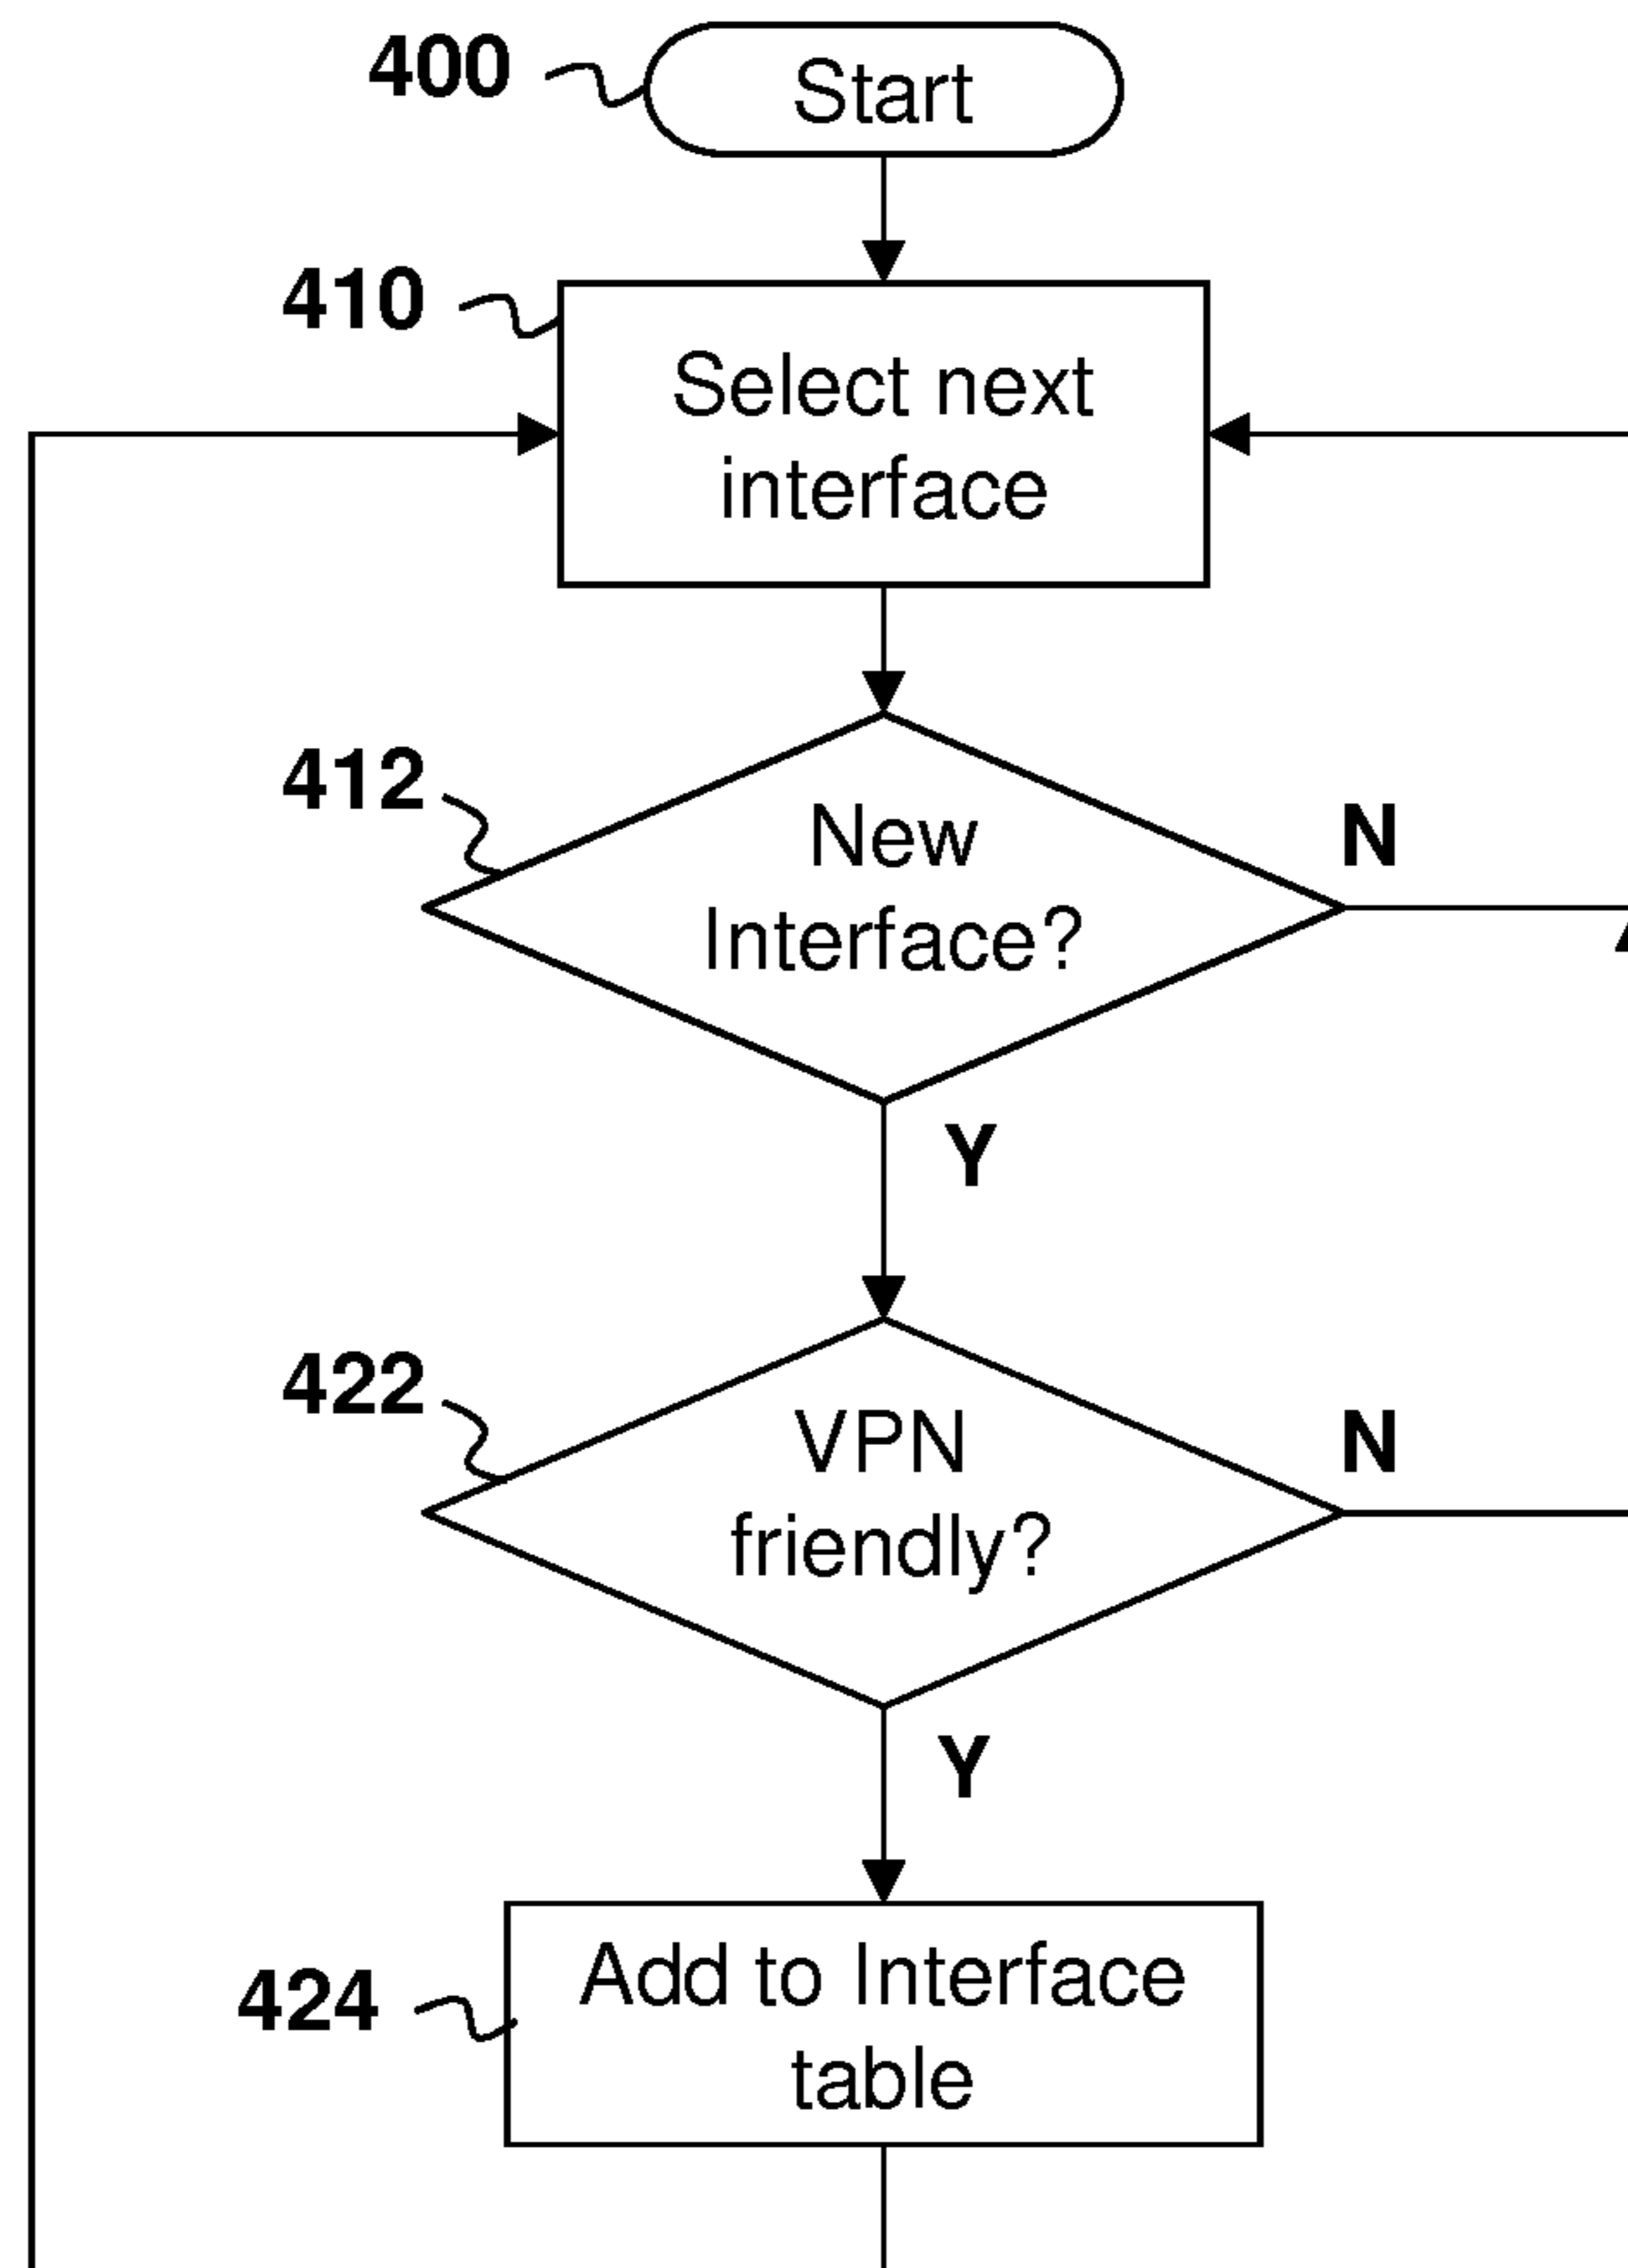 400
Start
410
Select next
interface
412
New
Interface?
N
Y
422
VPN
friendly?
N
Y
424
Add to Interface
table